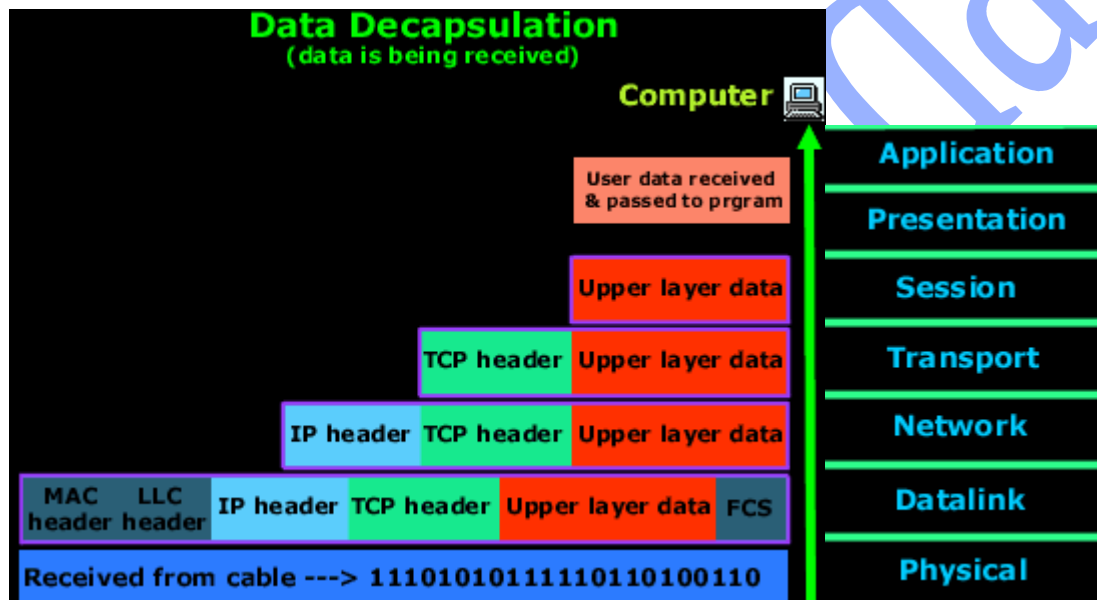 Data Decapsulation
(data is being received)
Computer
Application
User data received
& passed to prgram
Presentation
Upper layer data
Session
TCP header Upper layer data
Transport
IP header TCP header Upper layer data
Network
MAC header LLC header IP header TCP header Upper layer data FCS
Datalink
Received from cable ---> 1110101011111011010 0110
Physical